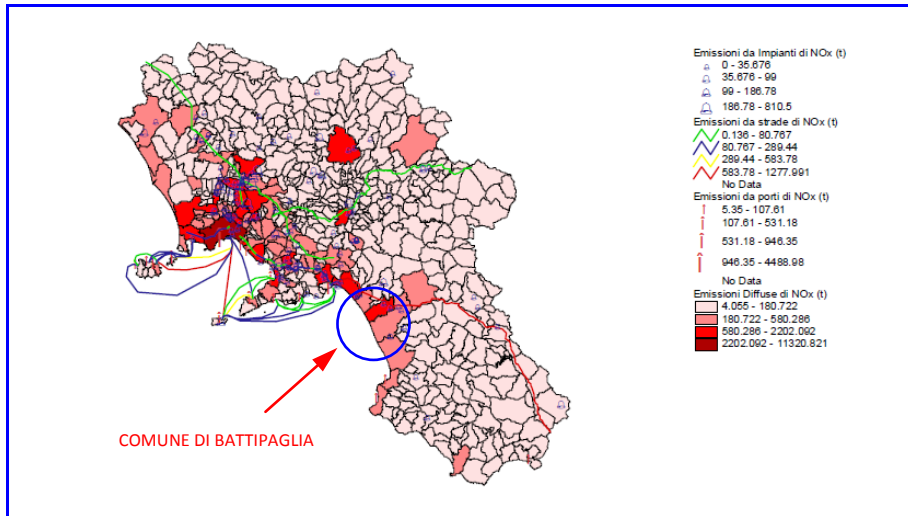 Emissioni da Impianti di NOx (t)
0 - 35.676
35.676 - 99
99 - 186.78
186.78 - 810.5
Emissioni da strade di NOx (t)
0.136 - 80.767
80.767 - 289.44
289.44 - 583.78
583.78 - 1277.991
No Data
Emissioni da porti di NOx (t)
5.35 - 107.61
107.61 - 531.18
531.18 - 946.35
946.35 - 4488.98
No Data
Emissioni Diffuse di NOx (t)
4.055 - 180.722
180.722 - 580.286
580.286 - 2202.092
2202.092 - 11320.821
COMUNE DI BATTIPAGLIA